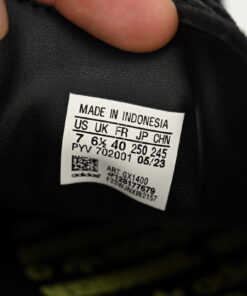 MADE IN INDONESIA
US UK FR JP CHN
7 6½ 40 250 245
PYV 702001 05/23
ART GX1400
adidas